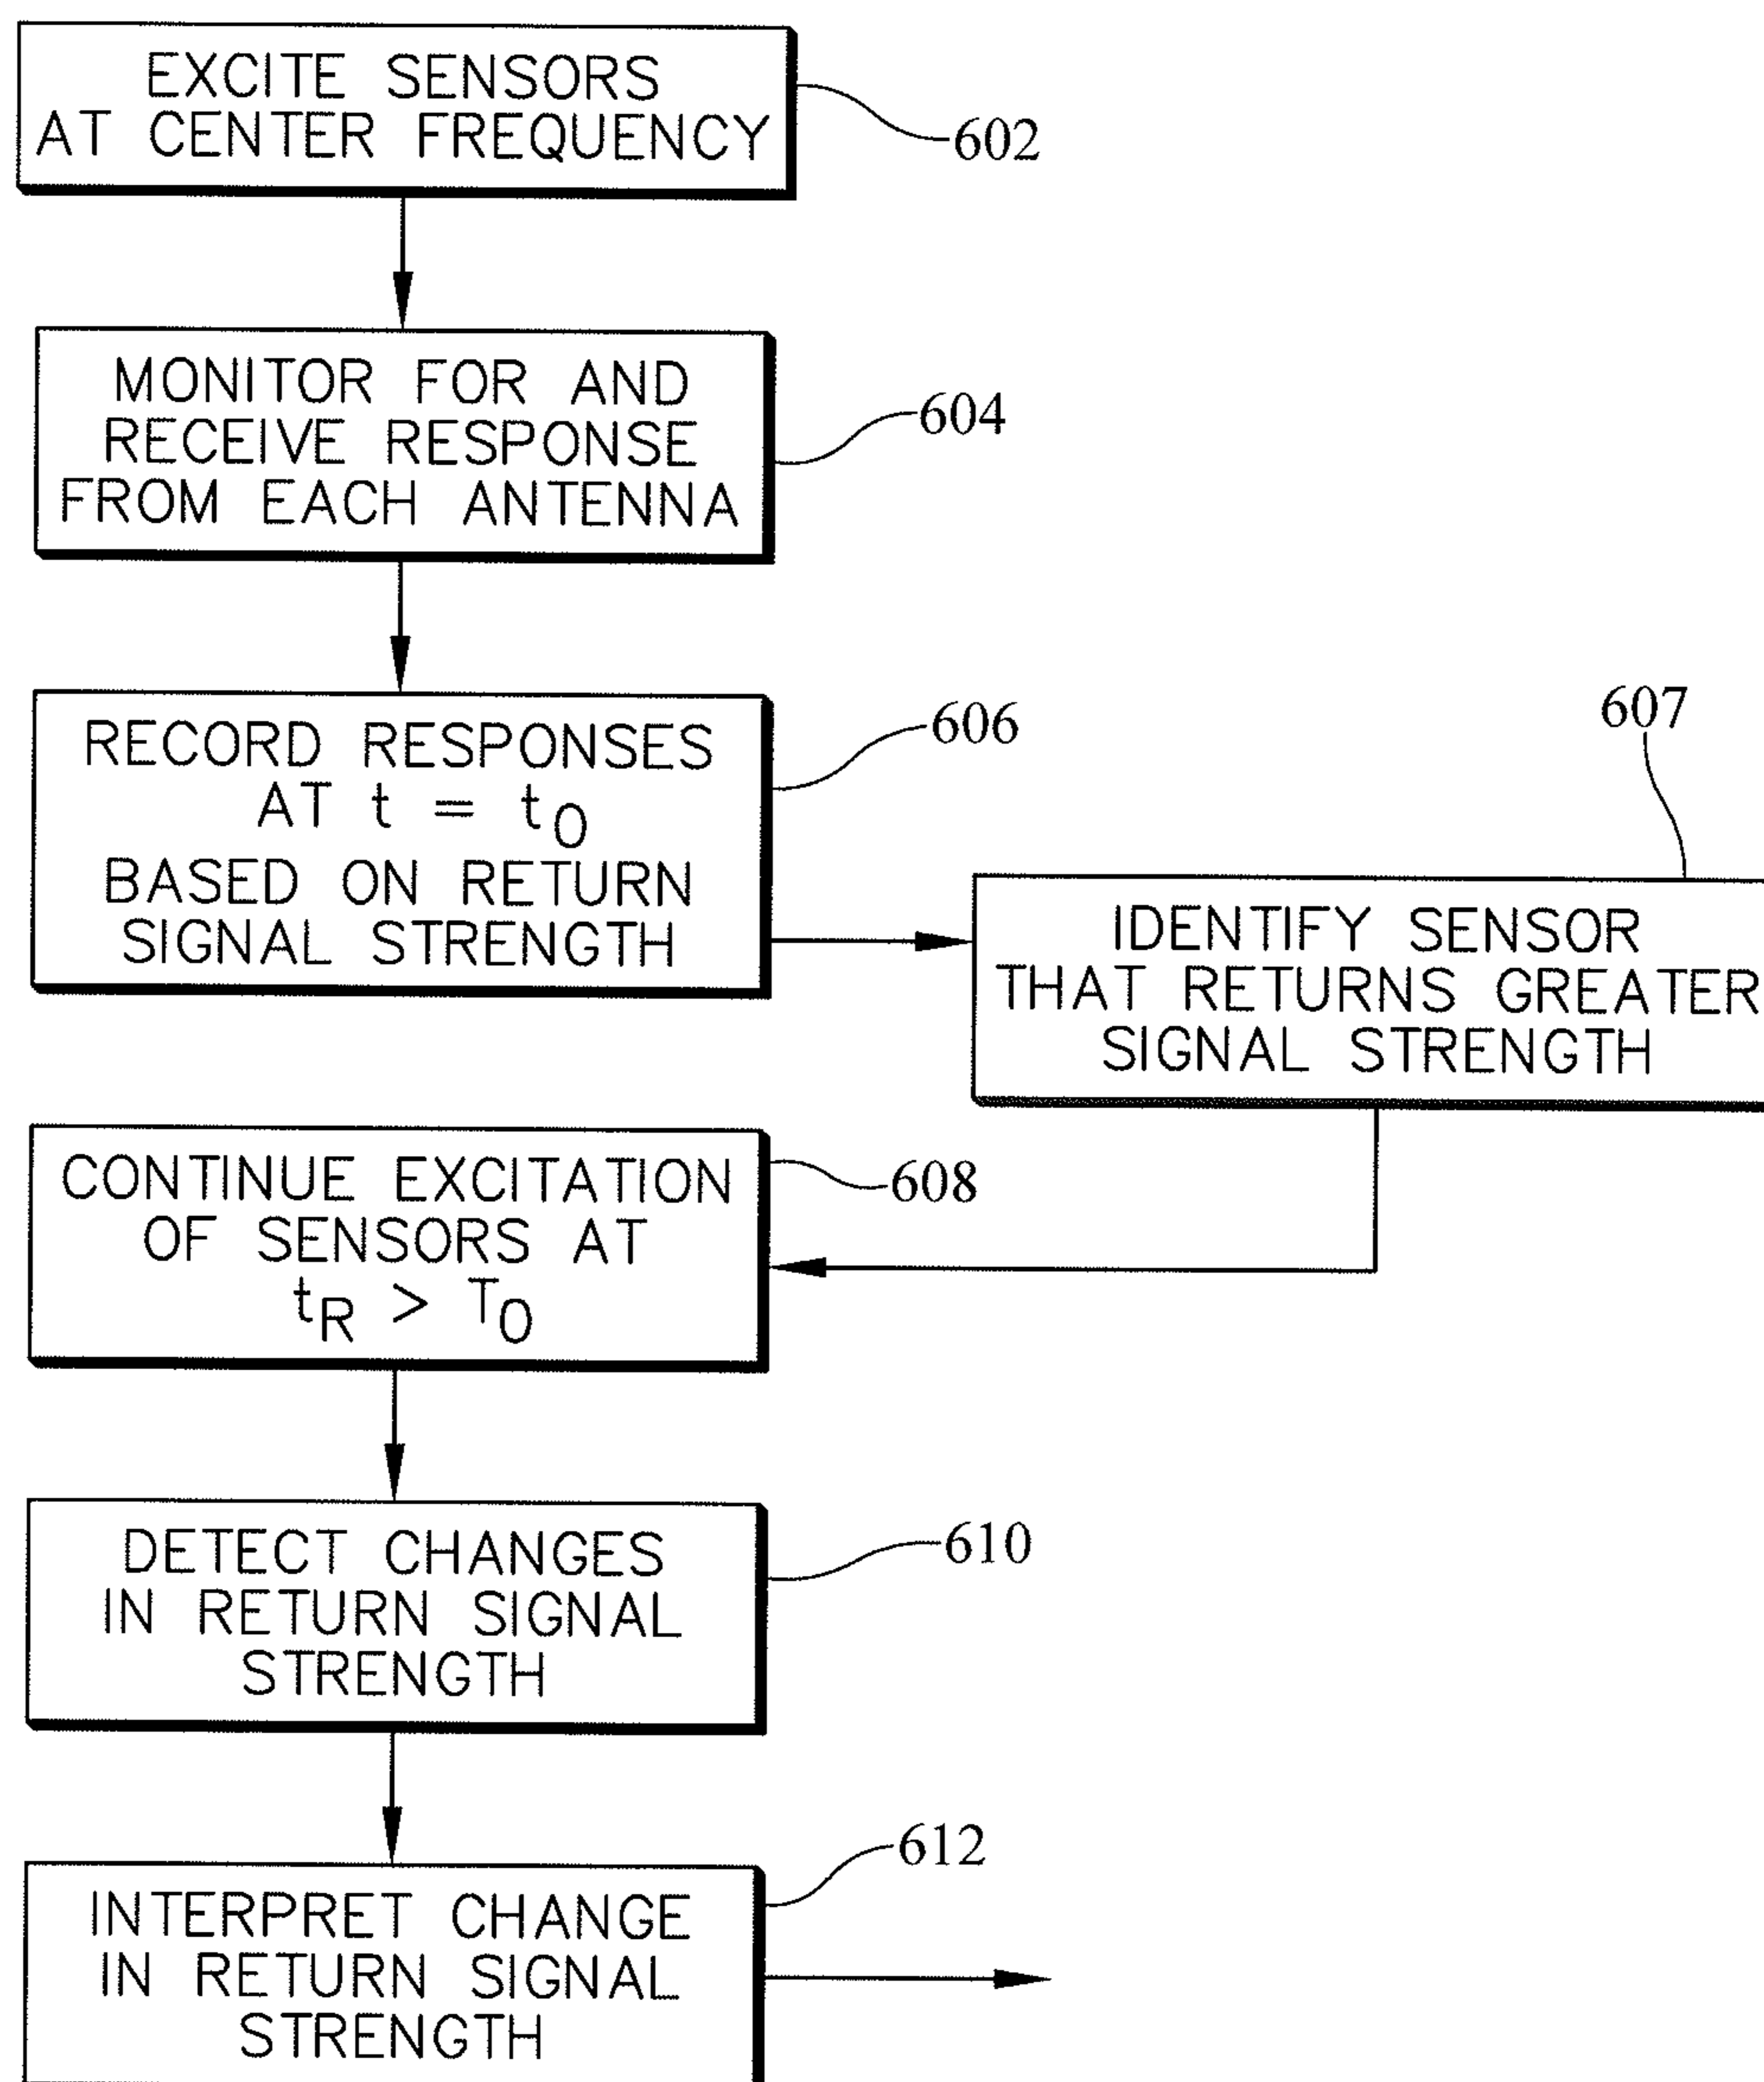 EXCITE SENSORS
AT CENTER FREQUENCY
602
MONITOR FOR AND
RECEIVE RESPONSE
FROM EACH ANTENNA
604
RECORD RESPONSES
AT t = t₀
BASED ON RETURN
SIGNAL STRENGTH
606
607
IDENTIFY SENSOR
THAT RETURNS GREATER
SIGNAL STRENGTH
CONTINUE EXCITATION
OF SENSORS AT
t_R > T₀
608
DETECT CHANGES
IN RETURN SIGNAL
STRENGTH
610
INTERPRET CHANGE
IN RETURN SIGNAL
STRENGTH
612